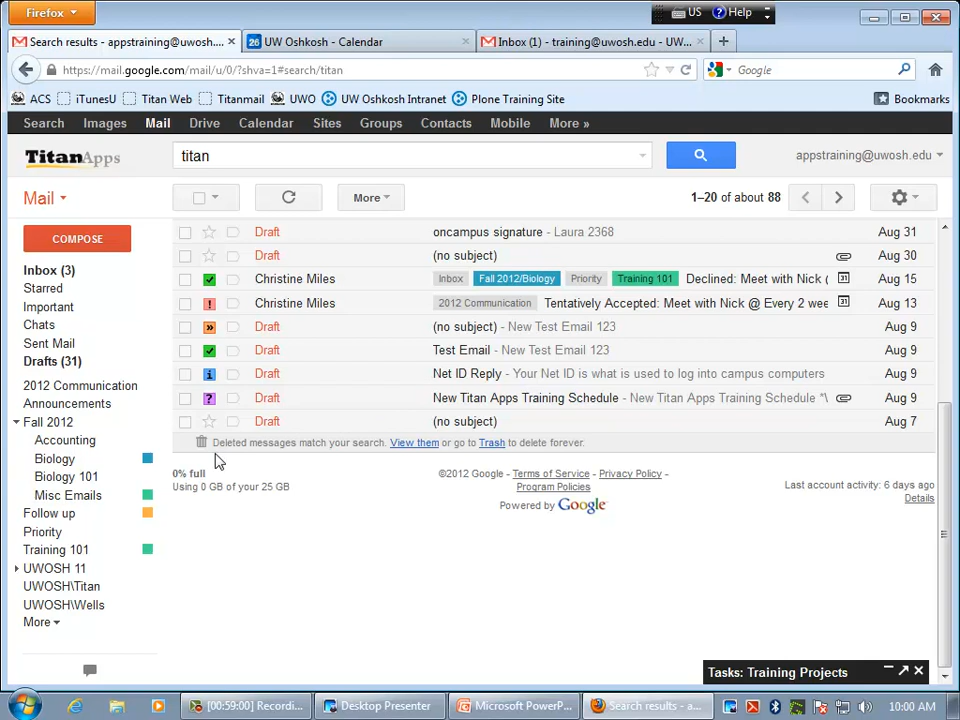 Firefox
US Help
Search results - appstraining@uwosh....
26 UW Oshkosh - Calendar
Inbox (1) - training@uwosh.edu - UW...
https://mail.google.com/mail/u/0/?shva=1#search/titan
Google
ACS iTunesU Titan Web Titanmail UWO UW Oshkosh Intranet Plone Training Site
Bookmarks
Search Images Mail Drive Calendar Sites Groups Contacts Mobile More »
TitanApps
titan
appstraining@uwosh.edu
Mail
More
1–20 of about 88
COMPOSE
Inbox (3)
Starred
Important
Chats
Sent Mail
Drafts (31)
2012 Communication
Announcements
Fall 2012
Accounting
Biology
Biology 101
Misc Emails
Follow up
Priority
Training 101
UWOSH 11
UWOSH\Titan
UWOSH\Wells
More
Draft oncampus signature - Laura 2368 Aug 31
Draft (no subject) Aug 30
Christine Miles Inbox Fall 2012/Biology Priority Training 101 Declined: Meet with Nick ( 31 Aug 15
! Christine Miles 2012 Communication Tentatively Accepted: Meet with Nick @ Every 2 wee 31 Aug 13
» Draft (no subject) - New Test Email 123 Aug 9
Draft Test Email - New Test Email 123 Aug 9
i Draft Net ID Reply - Your Net ID is what is used to log into campus computers Aug 9
? Draft New Titan Apps Training Schedule - New Titan Apps Training Schedule *\ Aug 9
Draft (no subject) Aug 7
Deleted messages match your search. View them or go to Trash to delete forever.
0% full
Using 0 GB of your 25 GB
©2012 Google - Terms of Service - Privacy Policy -
Program Policies
Powered by Google
Last account activity: 6 days ago
Details
Tasks: Training Projects
[00:59:00] Recordi...
Desktop Presenter
Microsoft PowerP...
Search results - a...
10:00 AM